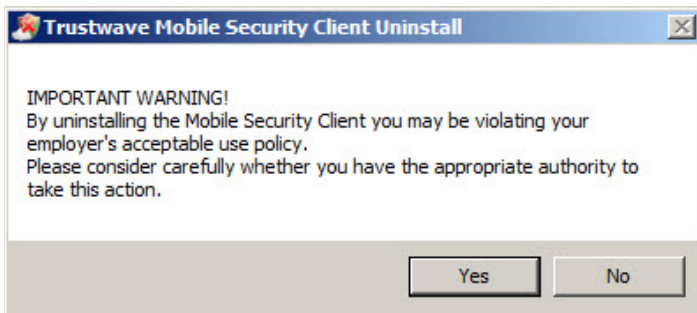 Trustwave Mobile Security Client Uninstall
IMPORTANT WARNING!
By uninstalling the Mobile Security Client you may be violating your
employer's acceptable use policy.
Please consider carefully whether you have the appropriate authority to
take this action.
Yes No